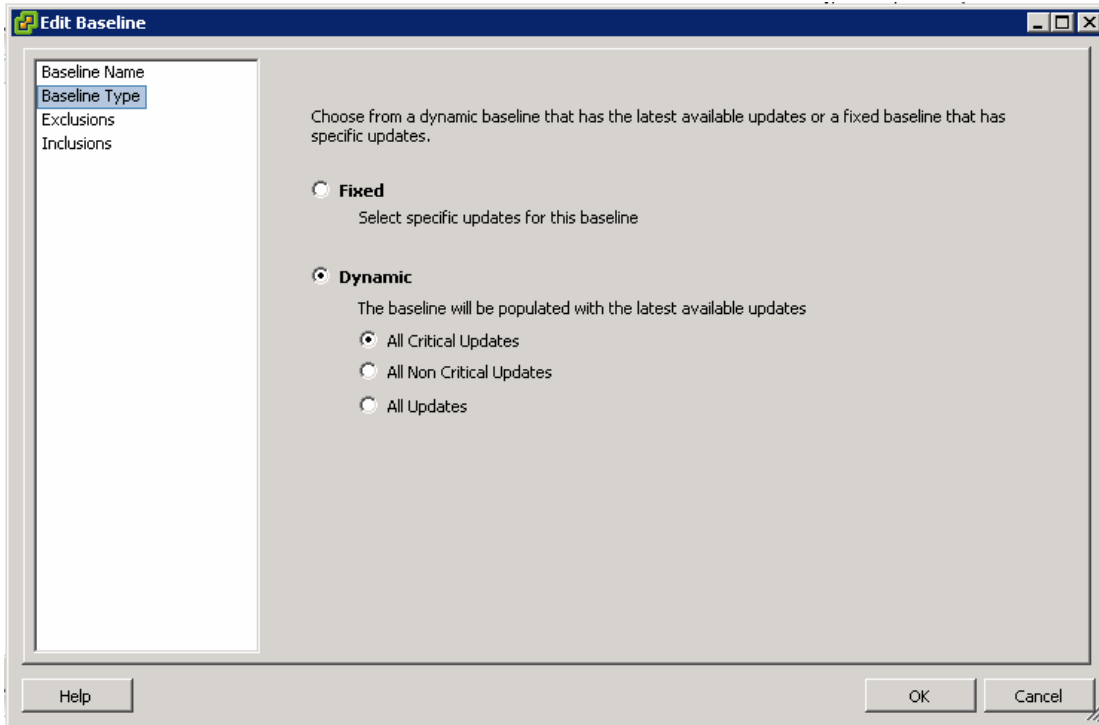 Edit Baseline
Baseline Name
Baseline Type
Exclusions
Inclusions
Choose from a dynamic baseline that has the latest available updates or a fixed baseline that has
specific updates.
Fixed
Select specific updates for this baseline
Dynamic
The baseline will be populated with the latest available updates
All Critical Updates
All Non Critical Updates
All Updates
Help
OK
Cancel